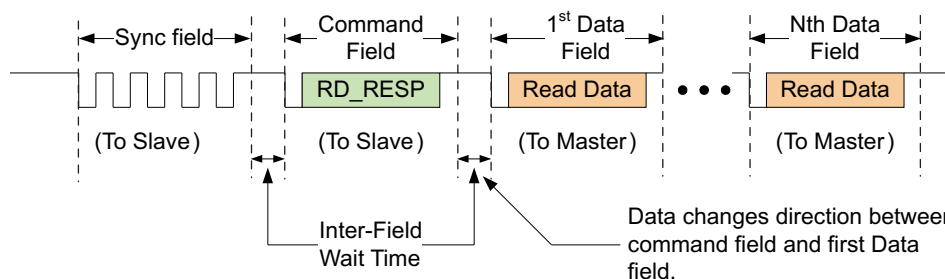 Sync field
Command
Field
1st Data
Field
Nth Data
Field
RD_RESP
Read Data
Read Data
(To Slave)
(To Slave)
(To Master)
(To Master)
Inter-Field
Wait Time
Data changes direction between
command field and first Data
field.